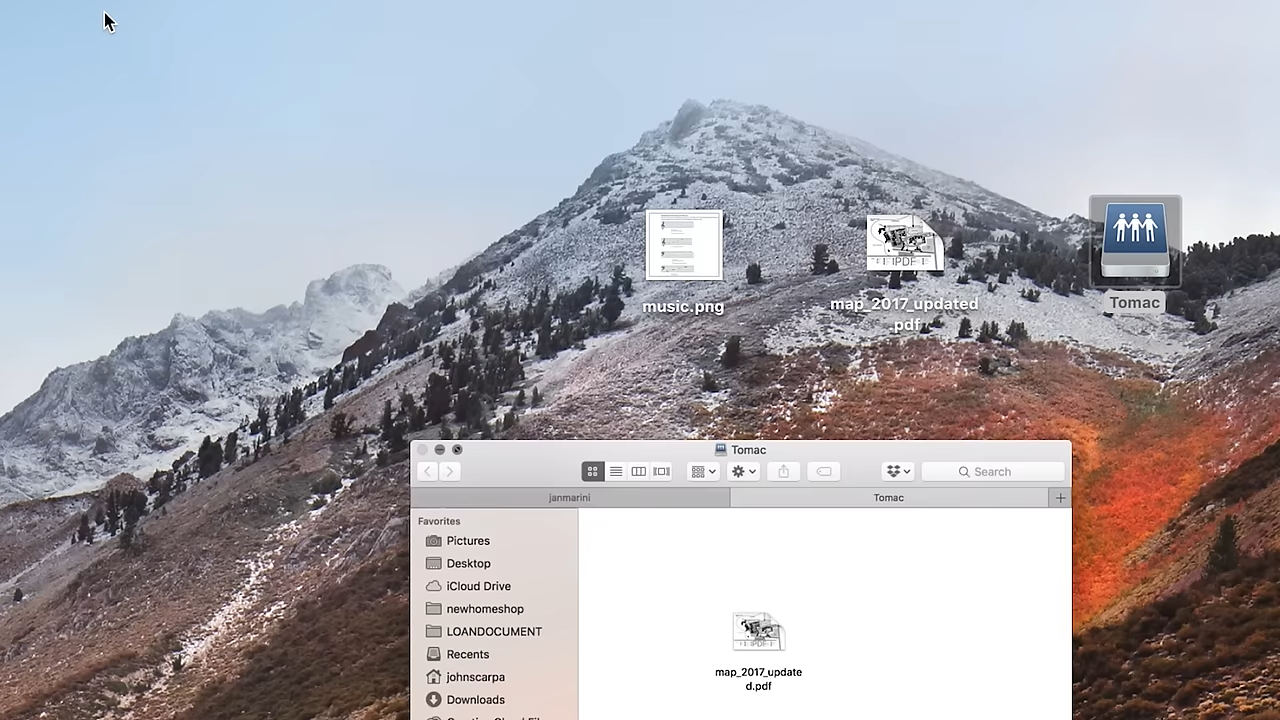 music.png
map_2017_updated
.pdf
Tomac
Tomac
Search
janmarini
Tomac
Favorites
Pictures
Desktop
iCloud Drive
newhomeshop
LOANDOCUMENT
Recents
johnscarpa
Downloads
map_2017_update
d.pdf